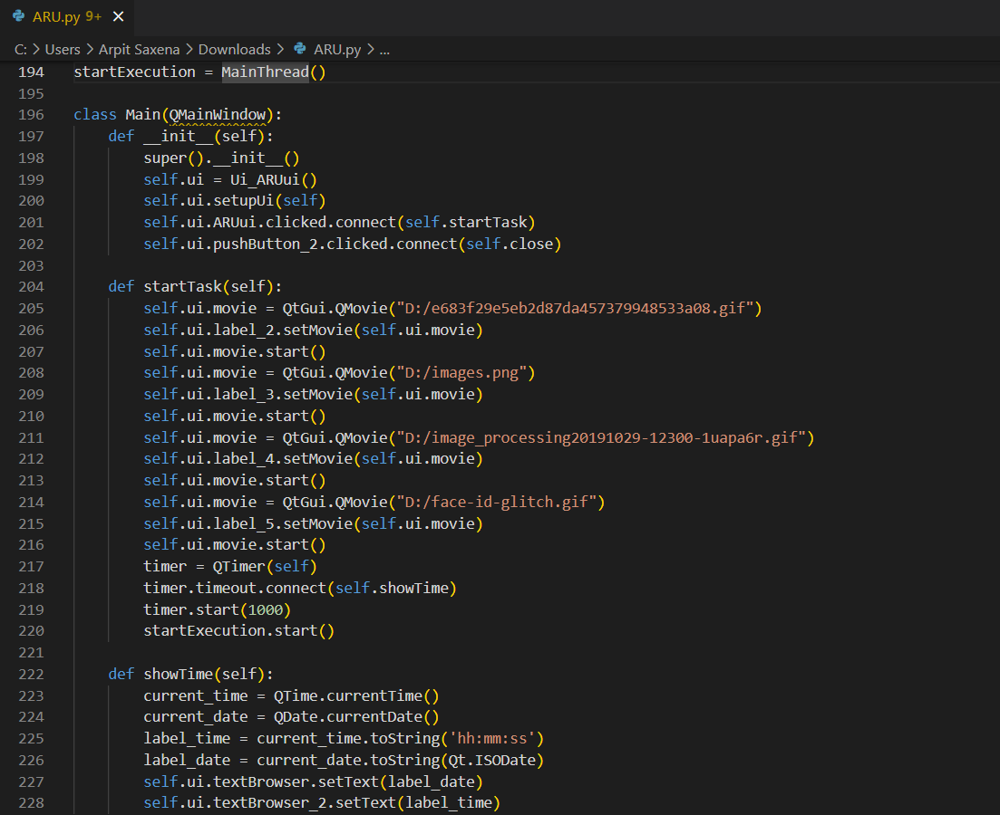 ARU.py 9+ ×
C: > Users > Arpit Saxena > Downloads > ARU.py > ...
194 startExecution = MainThread()
195
196 class Main(QMainWindow):
197     def __init__(self):
198         super().__init__()
199         self.ui = Ui_ARUui()
200         self.ui.setupUi(self)
201         self.ui.ARUui.clicked.connect(self.startTask)
202         self.ui.pushButton_2.clicked.connect(self.close)
203
204     def startTask(self):
205         self.ui.movie = QtGui.QMovie("D:/e683f29e5eb2d87da457379948533a08.gif")
206         self.ui.label_2.setMovie(self.ui.movie)
207         self.ui.movie.start()
208         self.ui.movie = QtGui.QMovie("D:/images.png")
209         self.ui.label_3.setMovie(self.ui.movie)
210         self.ui.movie.start()
211         self.ui.movie = QtGui.QMovie("D:/image_processing20191029-12300-1uapa6r.gif")
212         self.ui.label_4.setMovie(self.ui.movie)
213         self.ui.movie.start()
214         self.ui.movie = QtGui.QMovie("D:/face-id-glitch.gif")
215         self.ui.label_5.setMovie(self.ui.movie)
216         self.ui.movie.start()
217         timer = QTimer(self)
218         timer.timeout.connect(self.showTime)
219         timer.start(1000)
220         startExecution.start()
221
222     def showTime(self):
223         current_time = QTime.currentTime()
224         current_date = QDate.currentDate()
225         label_time = current_time.toString('hh:mm:ss')
226         label_date = current_date.toString(Qt.ISODate)
227         self.ui.textBrowser.setText(label_date)
228         self.ui.textBrowser_2.setText(label_time)